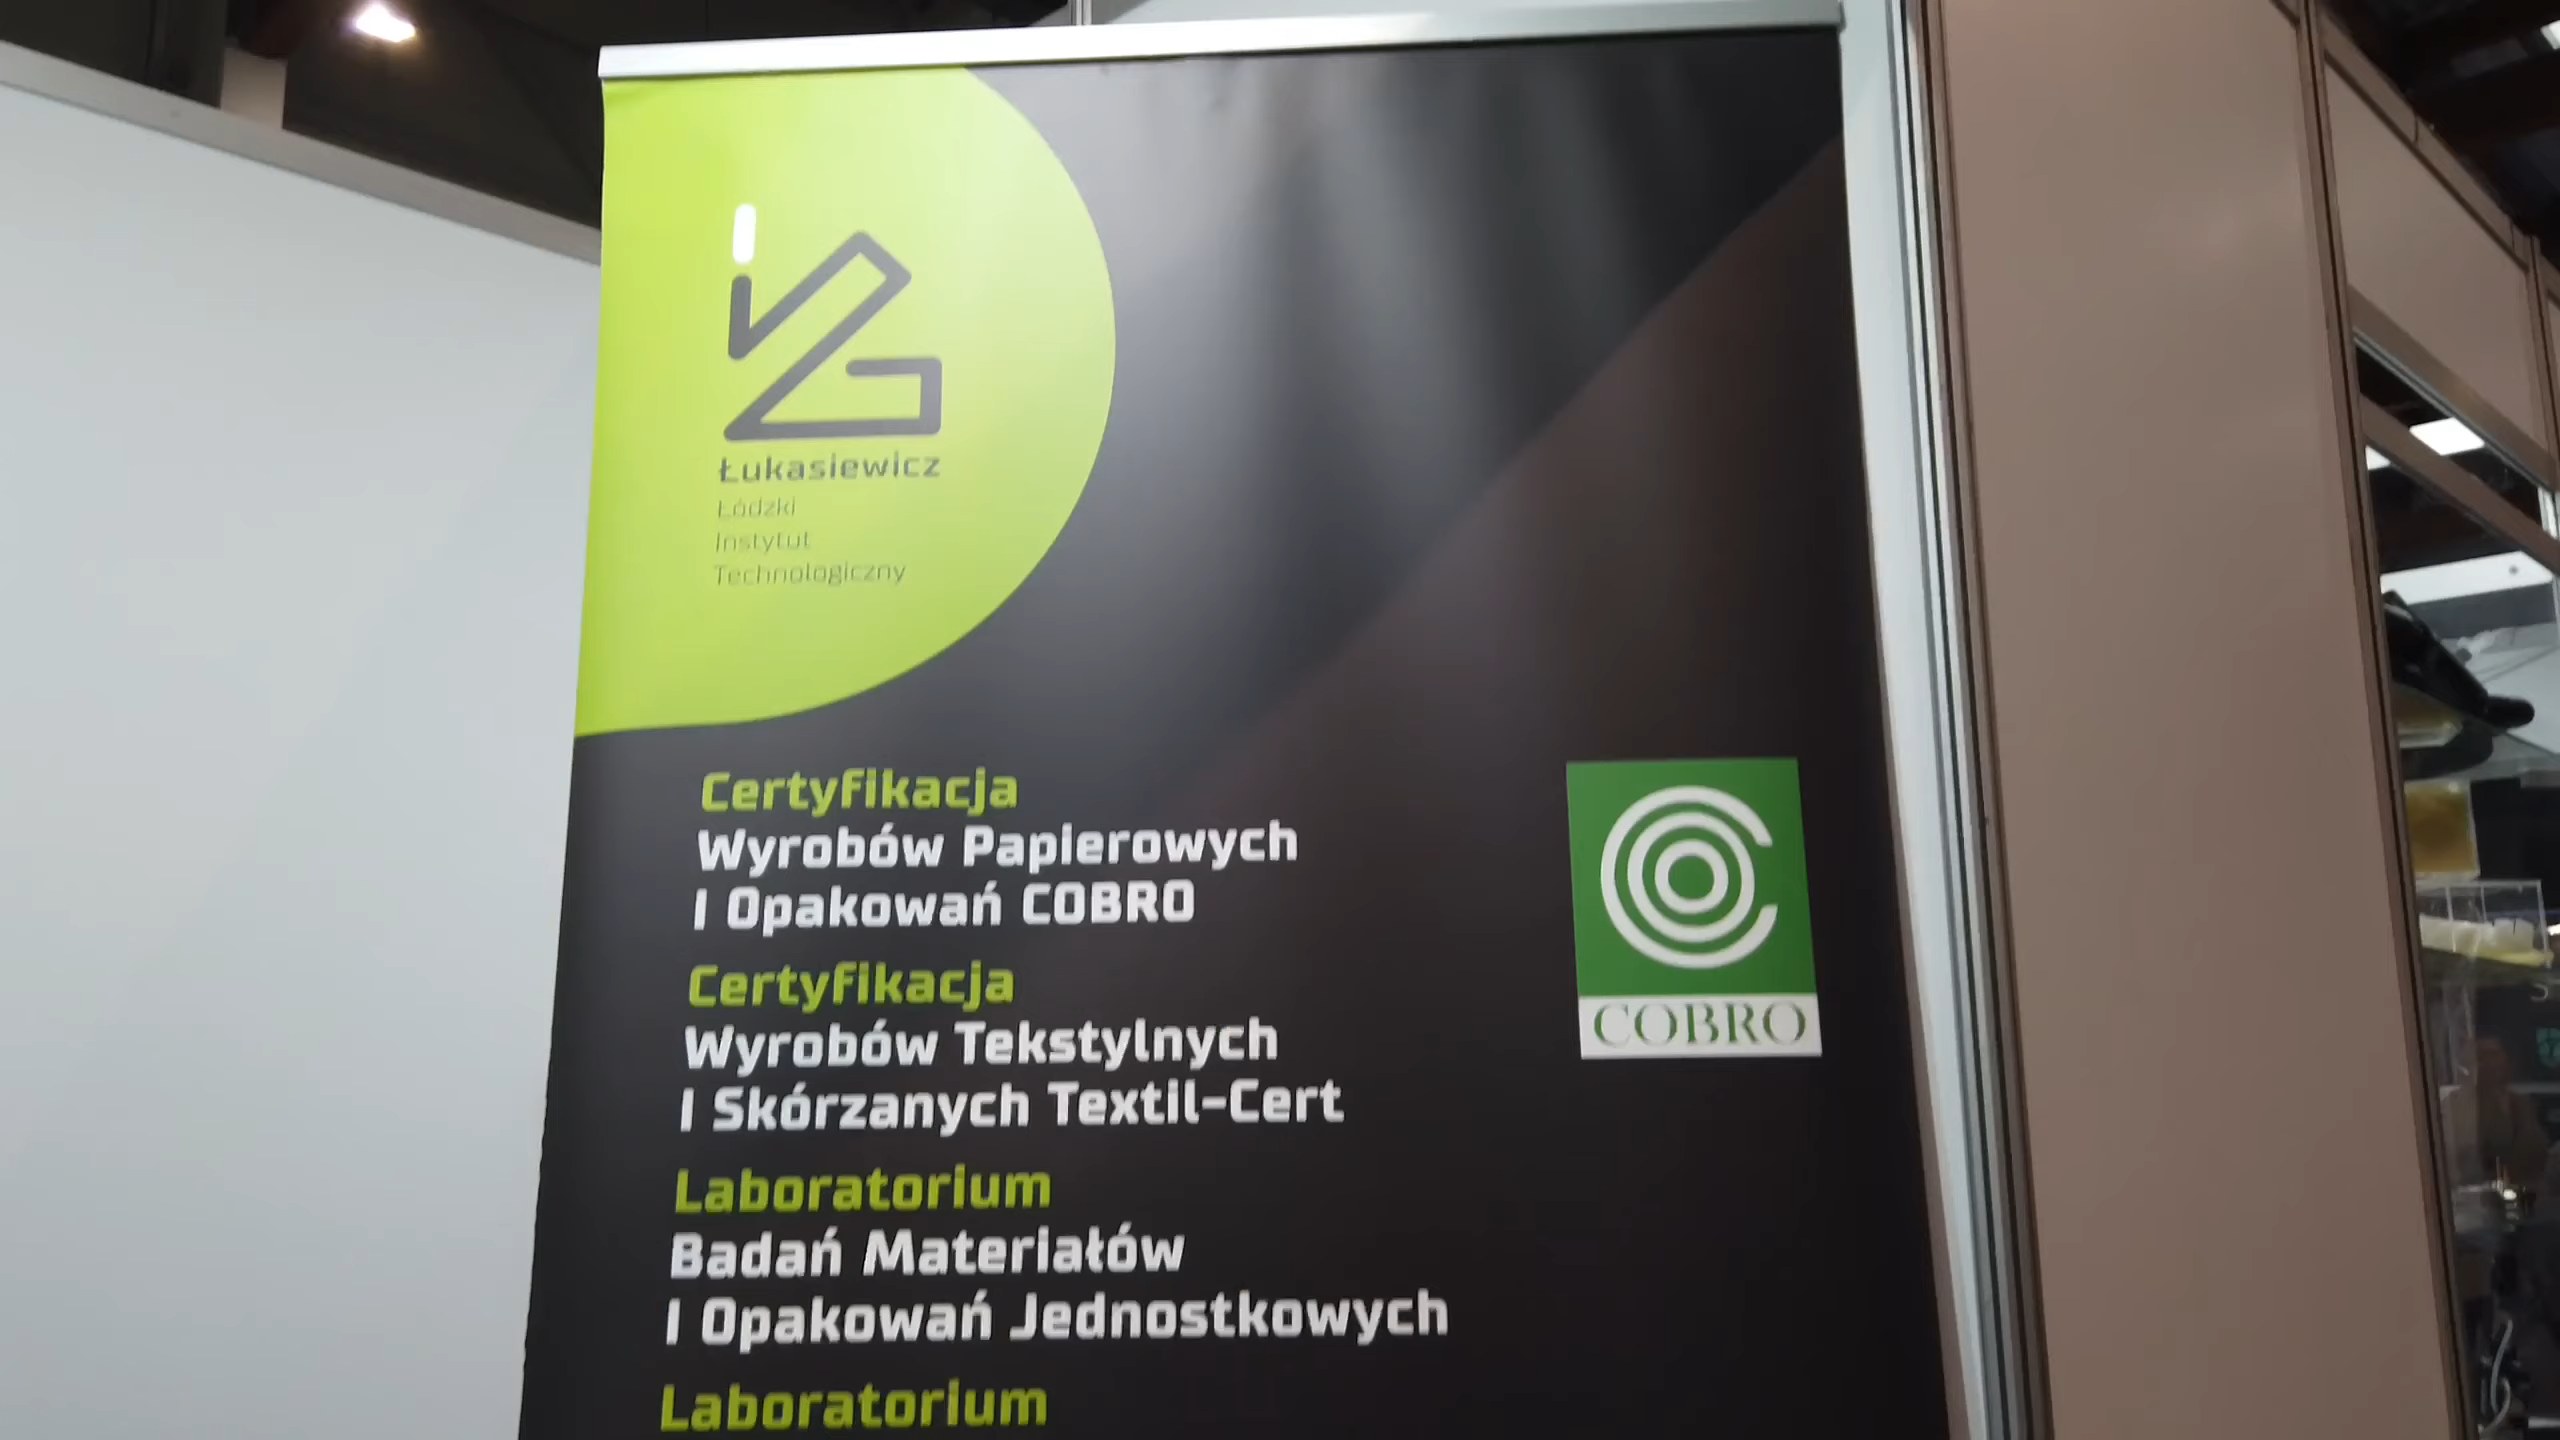 Łukasiewicz
Łódzki
Instytut
Technologiczny
Certyfikacja
Wyrobów Papierowych
I Opakowań COBRO
COBRO
Certyfikacja
Wyrobów Tekstylnych
I Skórzanych Textil-Cert
Laboratorium
Badań Materiałów
I Opakowań Jednostkowych
Laboratorium